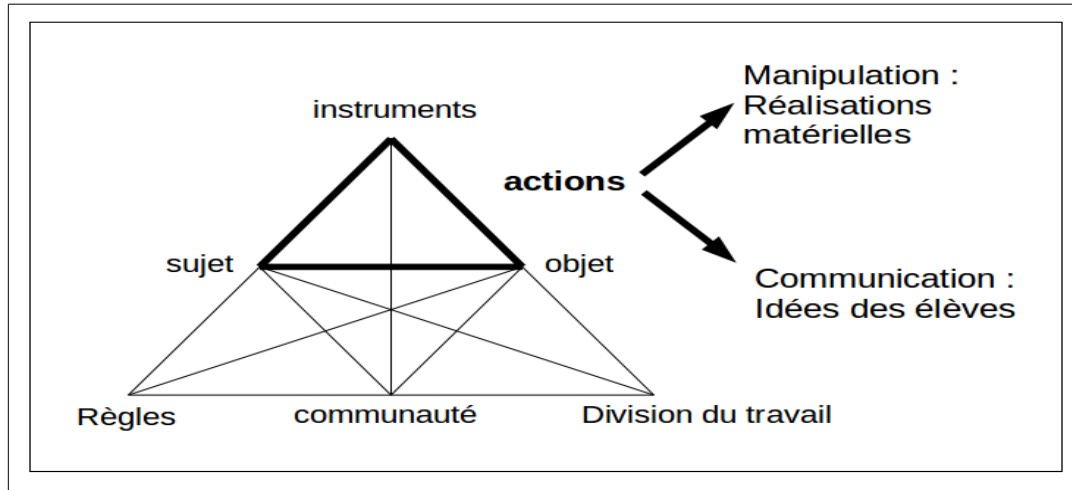 Manipulation :
Réalisations
matérielles
instruments
actions
sujet
objet
Communication :
Idées des élèves
Règles
communauté
Division du travail